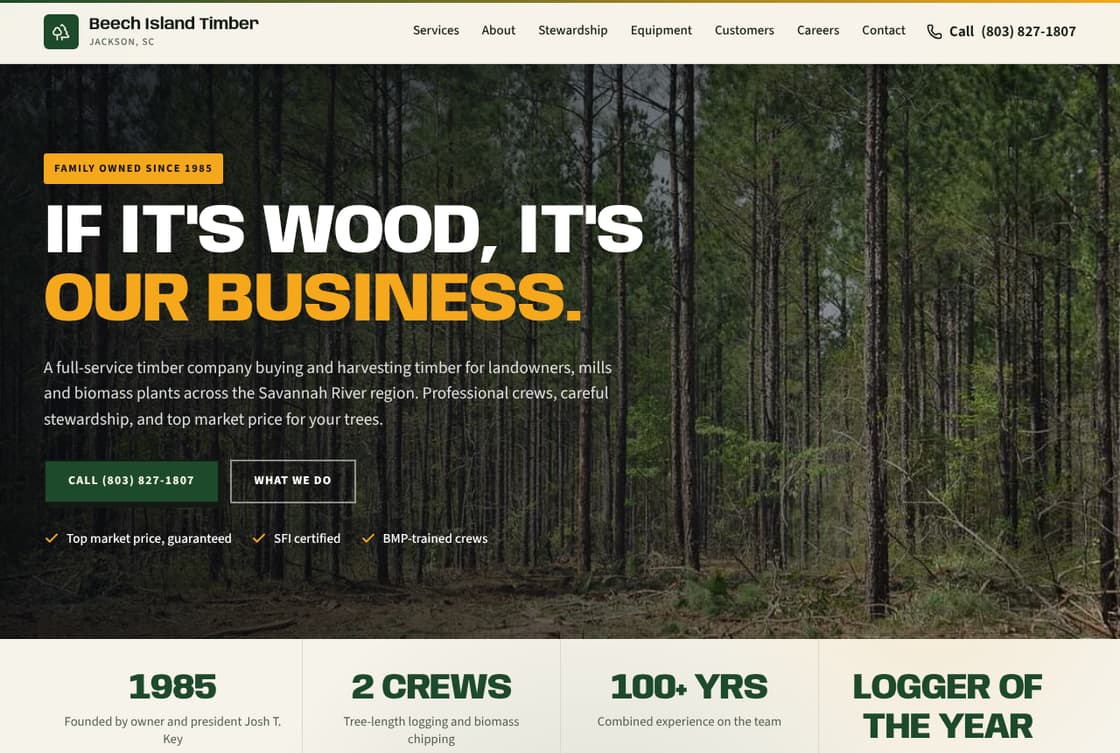 Beech Island Timber
JACKSON, SC
Services About Stewardship Equipment Customers Careers Contact Call (803) 827-1807
FAMILY OWNED SINCE 1985
IF IT'S WOOD, IT'S
OUR BUSINESS.
A full-service timber company buying and harvesting timber for landowners, mills
and biomass plants across the Savannah River region. Professional crews, careful
stewardship, and top market price for your trees.
CALL (803) 827-1807 WHAT WE DO
Top market price, guaranteed SFI certified BMP-trained crews
1985
Founded by owner and president Josh T.
Key
2 CREWS
Tree-length logging and biomass
chipping
100+ YRS
Combined experience on the team
LOGGER OF
THE YEAR